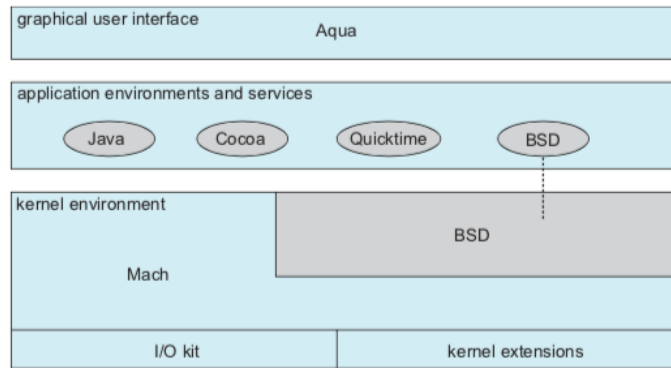 graphical user interface
Aqua
application environments and services
Java
Cocoa
Quicktime
BSD
kernel environment
BSD
Mach
I/O kit
kernel extensions